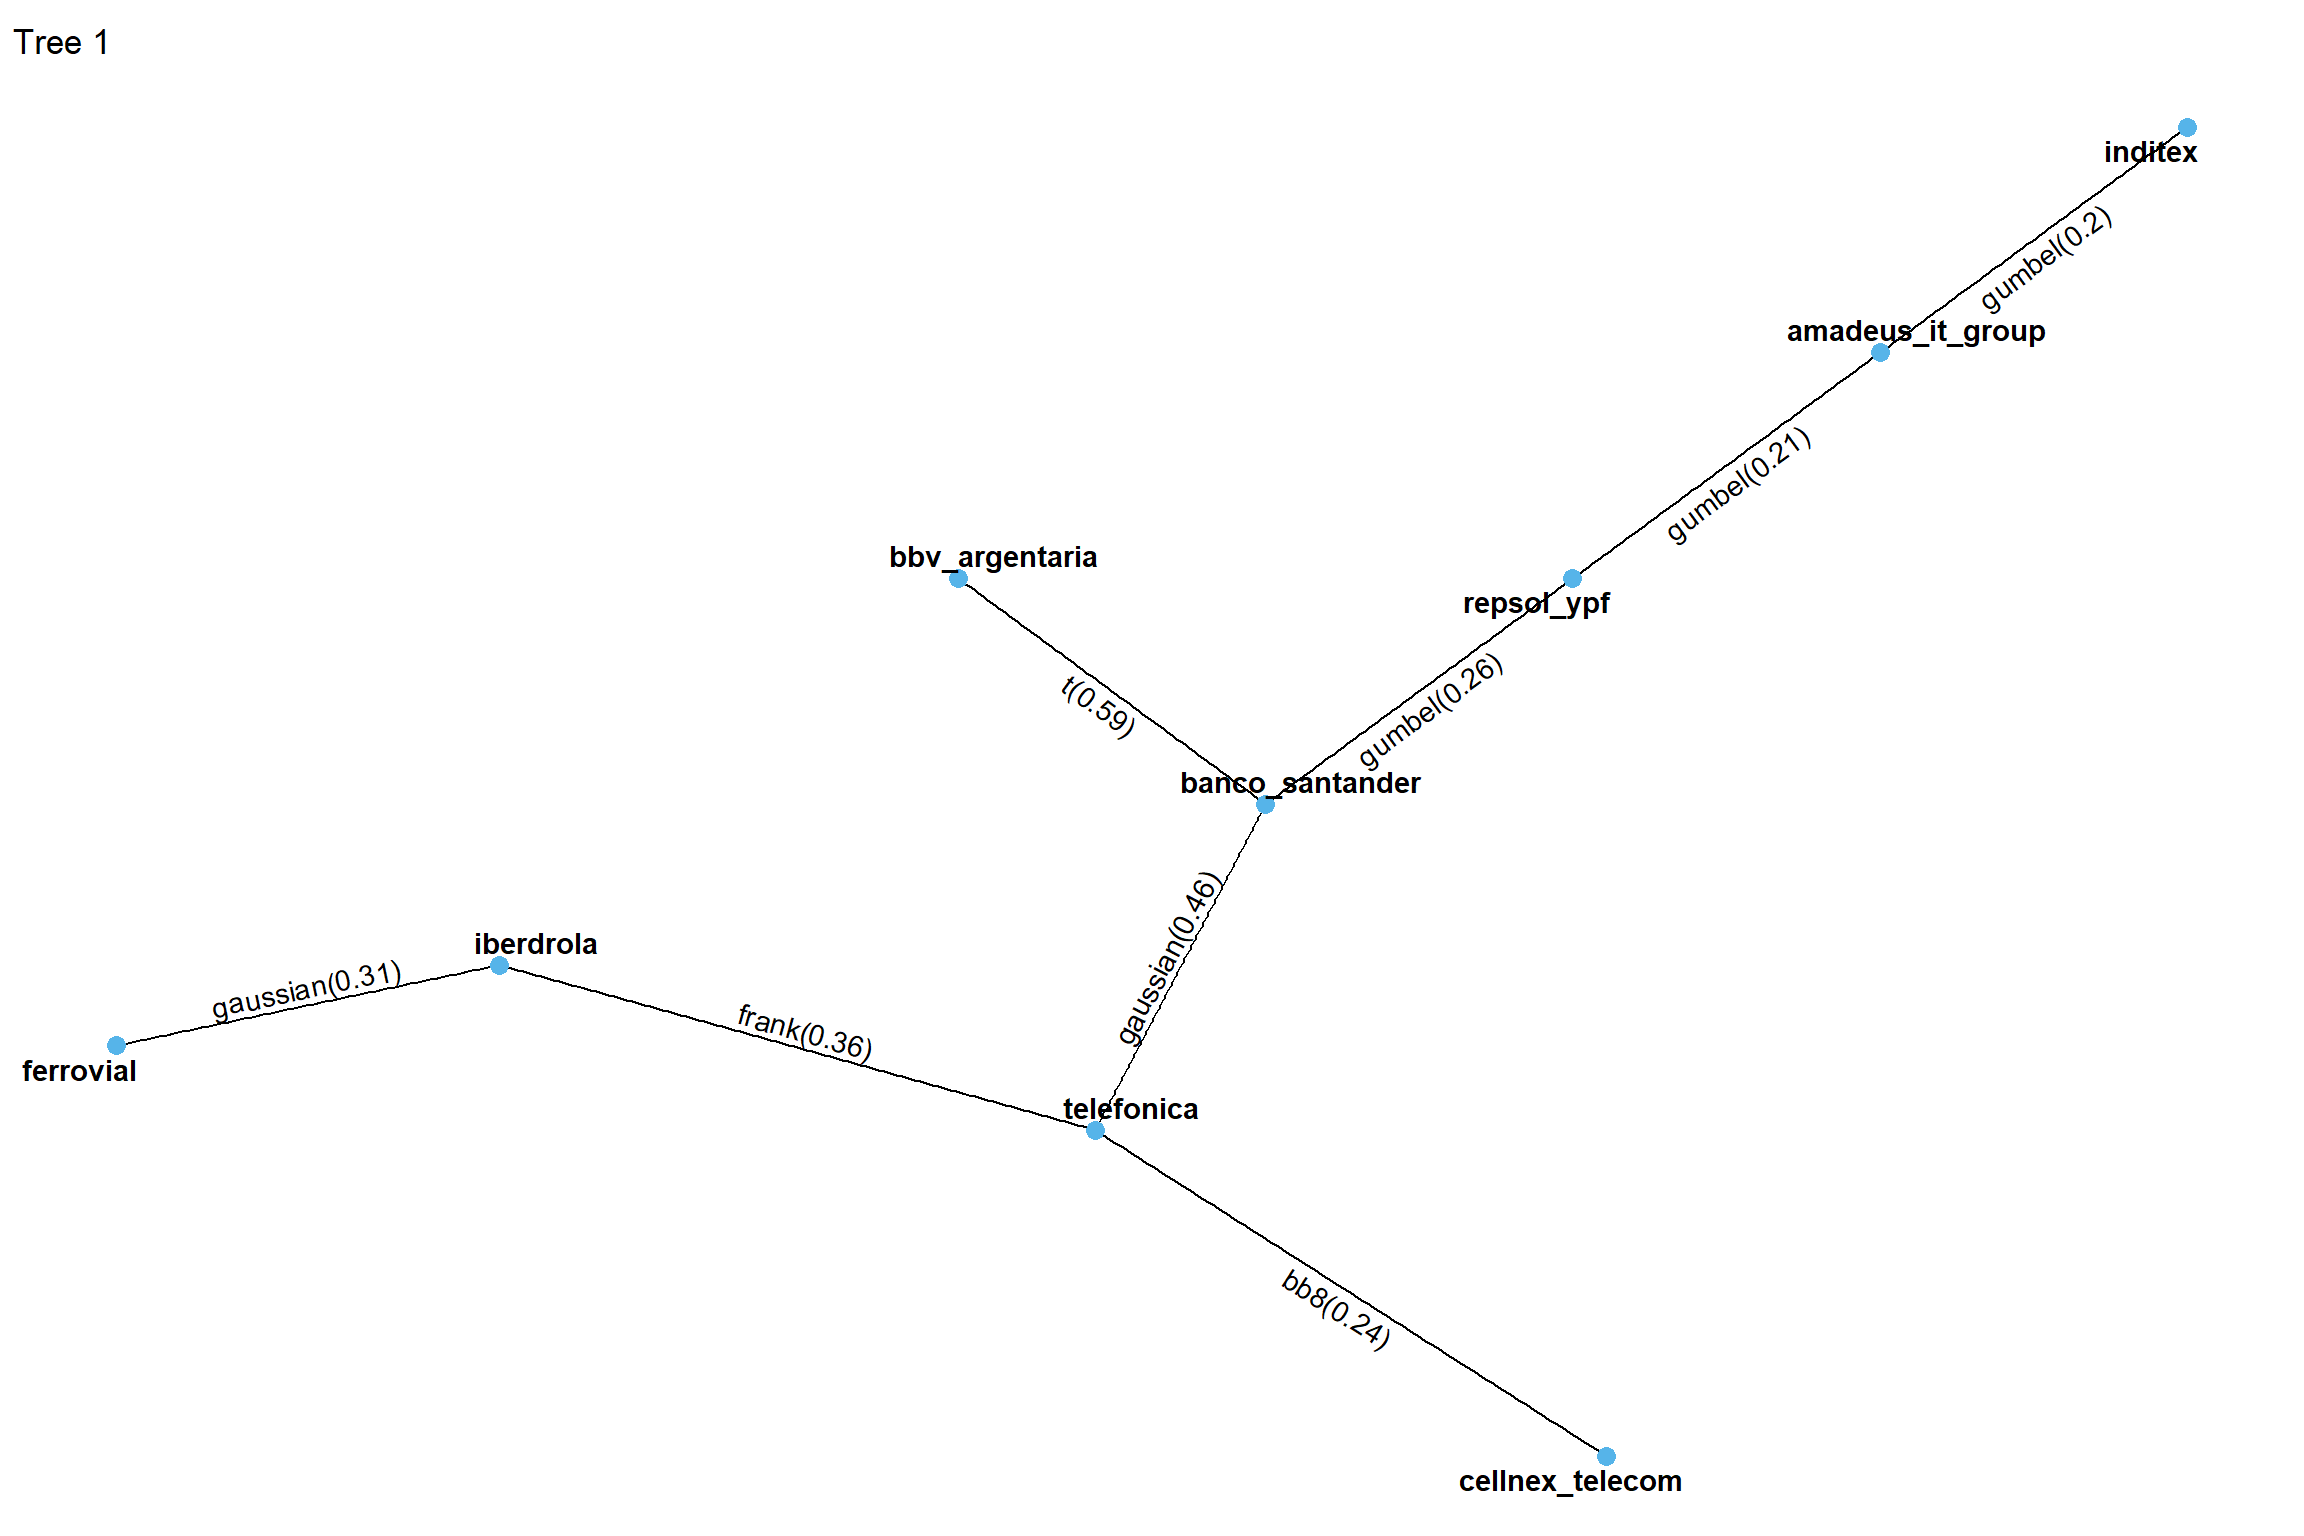 Tree 1
inditex
gumbel(0.2)
amadeus_it_group
gumbel(0.21)
bbv_argentaria
repsol_ypf
t(0.59)
gumbel(0.26)
banco_santander
gaussian(0.46)
iberdrola
gaussian(0.31)
frank(0.36)
ferrovial
telefonica
bb8(0.24)
cellnex_telecom